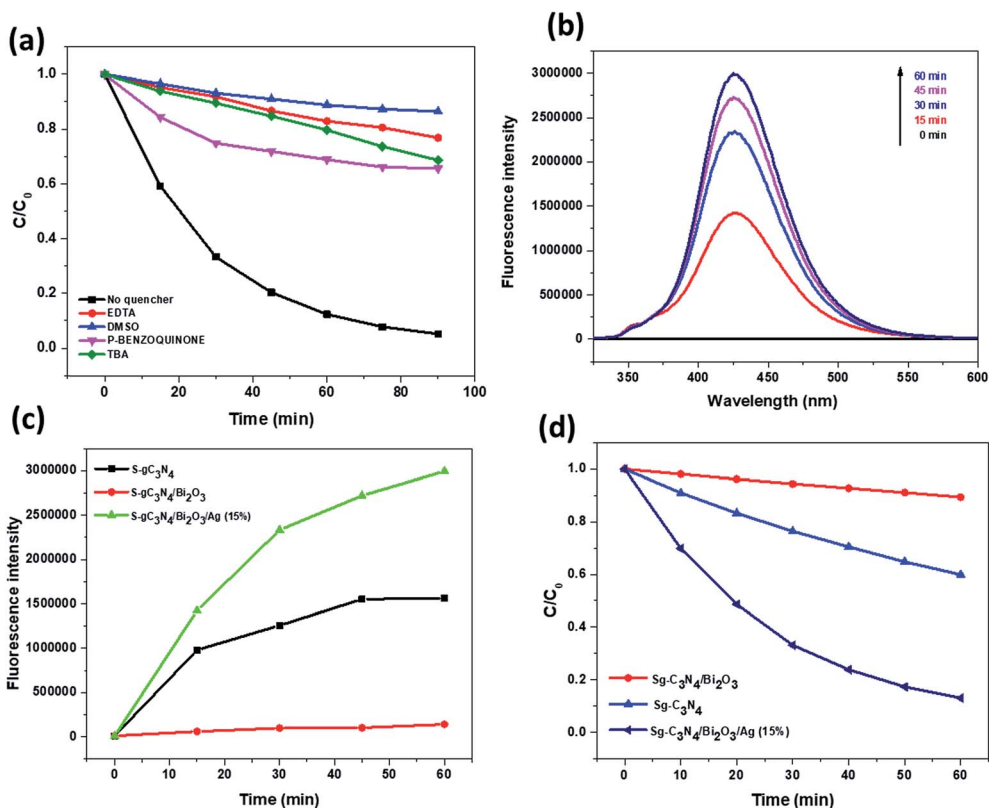 (a)
1.0
0.8
0.6
0.4
0.2
0.0
C/C₀
No quencher
EDTA
DMSO
P-BENZOQUINONE
TBA
0 20 40 60 80 100
Time (min)
(b)
3000000
2500000
2000000
1500000
1000000
500000
0
Fluorescence intensity
60 min
45 min
30 min
15 min
0 min
350 400 450 500 550 600
Wavelength (nm)
(c)
3000000
2500000
2000000
1500000
1000000
500000
0
Fluorescence intensity
S-gC₃N₄
S-gC₃N₄/Bi₂O₃
S-gC₃N₄/Bi₂O₃/Ag (15%)
0 10 20 30 40 50 60
Time (min)
(d)
1.0
0.8
0.6
0.4
0.2
0.0
C/C₀
Sg-C₃N₄/Bi₂O₃
Sg-C₃N₄
Sg-C₃N₄/Bi₂O₃/Ag (15%)
0 10 20 30 40 50 60
Time (min)